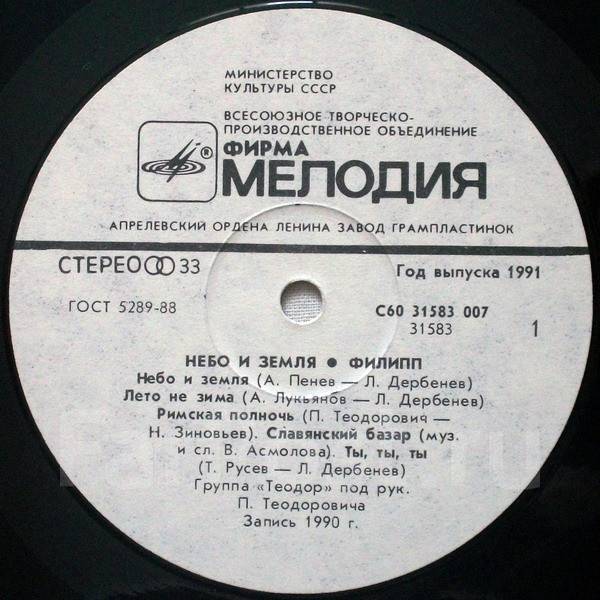 МИНИСТЕРСТВО
КУЛЬТУРЫ СССР
ВСЕСОЮЗНОЕ ТВОРЧЕСКО-
ПРОИЗВОДСТВЕННОЕ ОБЪЕДИНЕНИЕ
®
ФИРМА
МЕЛОДИЯ
АПРЕЛЕВСКИЙ ОРДЕНА ЛЕНИНА ЗАВОД ГРАМПЛАСТИНОК
СТЕРЕО 33
Год выпуска 1991
ГОСТ 5289-88
С60 31583 007
31583
1
НЕБО И ЗЕМЛЯ ● ФИЛИПП
Небо и земля (А. Пенев — Л. Дербенев)
Лето не зима (А. Лукьянов — Л. Дербенев)
Римская полночь (П. Теодорович —
Н. Зиновьев). Славянский базар (муз.
и сл. В. Асмолова). Ты, ты, ты
(Т. Русев — Л. Дербенев)
Группа «Теодор» под рук.
П. Теодоровича
Запись 1990 г.